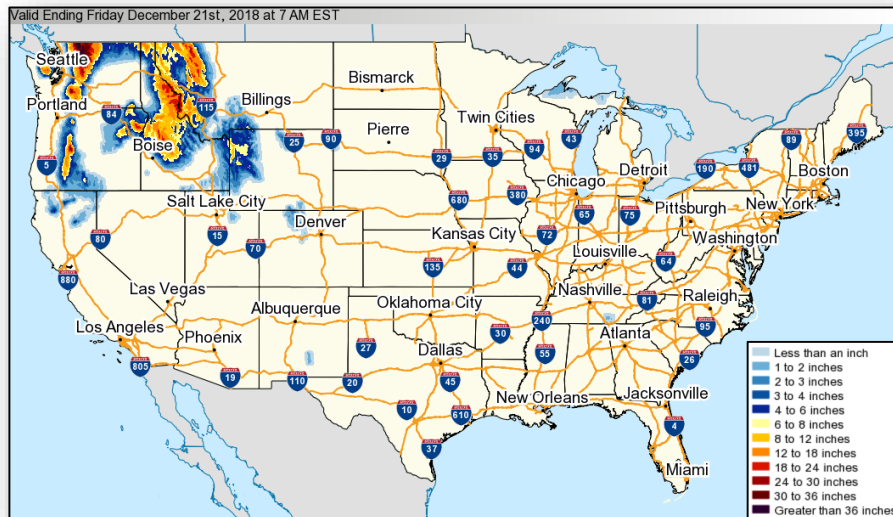 Valid Ending Friday December 21st, 2018 at 7 AM EST
Seattle
Bismarck
Portland
84
115
Billings
Twin Cities
Boise
25
90
Pierre
29
35
94
43
89
395
5
190
481
Boston
Chicago
Detroit
Salt Lake City
680
380
65
75
Pittsburgh
New York
80
15
70
Denver
Kansas City
72
Washington
880
135
44
Louisville
64
Las Vegas
Albuquerque
Oklahoma City
Nashville
81
Raleigh
Los Angeles
Phoenix
27
30
240
Atlanta
95
805
19
110
20
Dallas
55
26
45
10
610
New Orleans
Jacksonville
37
4
Miami
Less than an inch
1 to 2 inches
2 to 3 inches
3 to 4 inches
4 to 6 inches
6 to 8 inches
8 to 12 inches
12 to 18 inches
18 to 24 inches
24 to 30 inches
30 to 36 inches
Greater than 36 inches